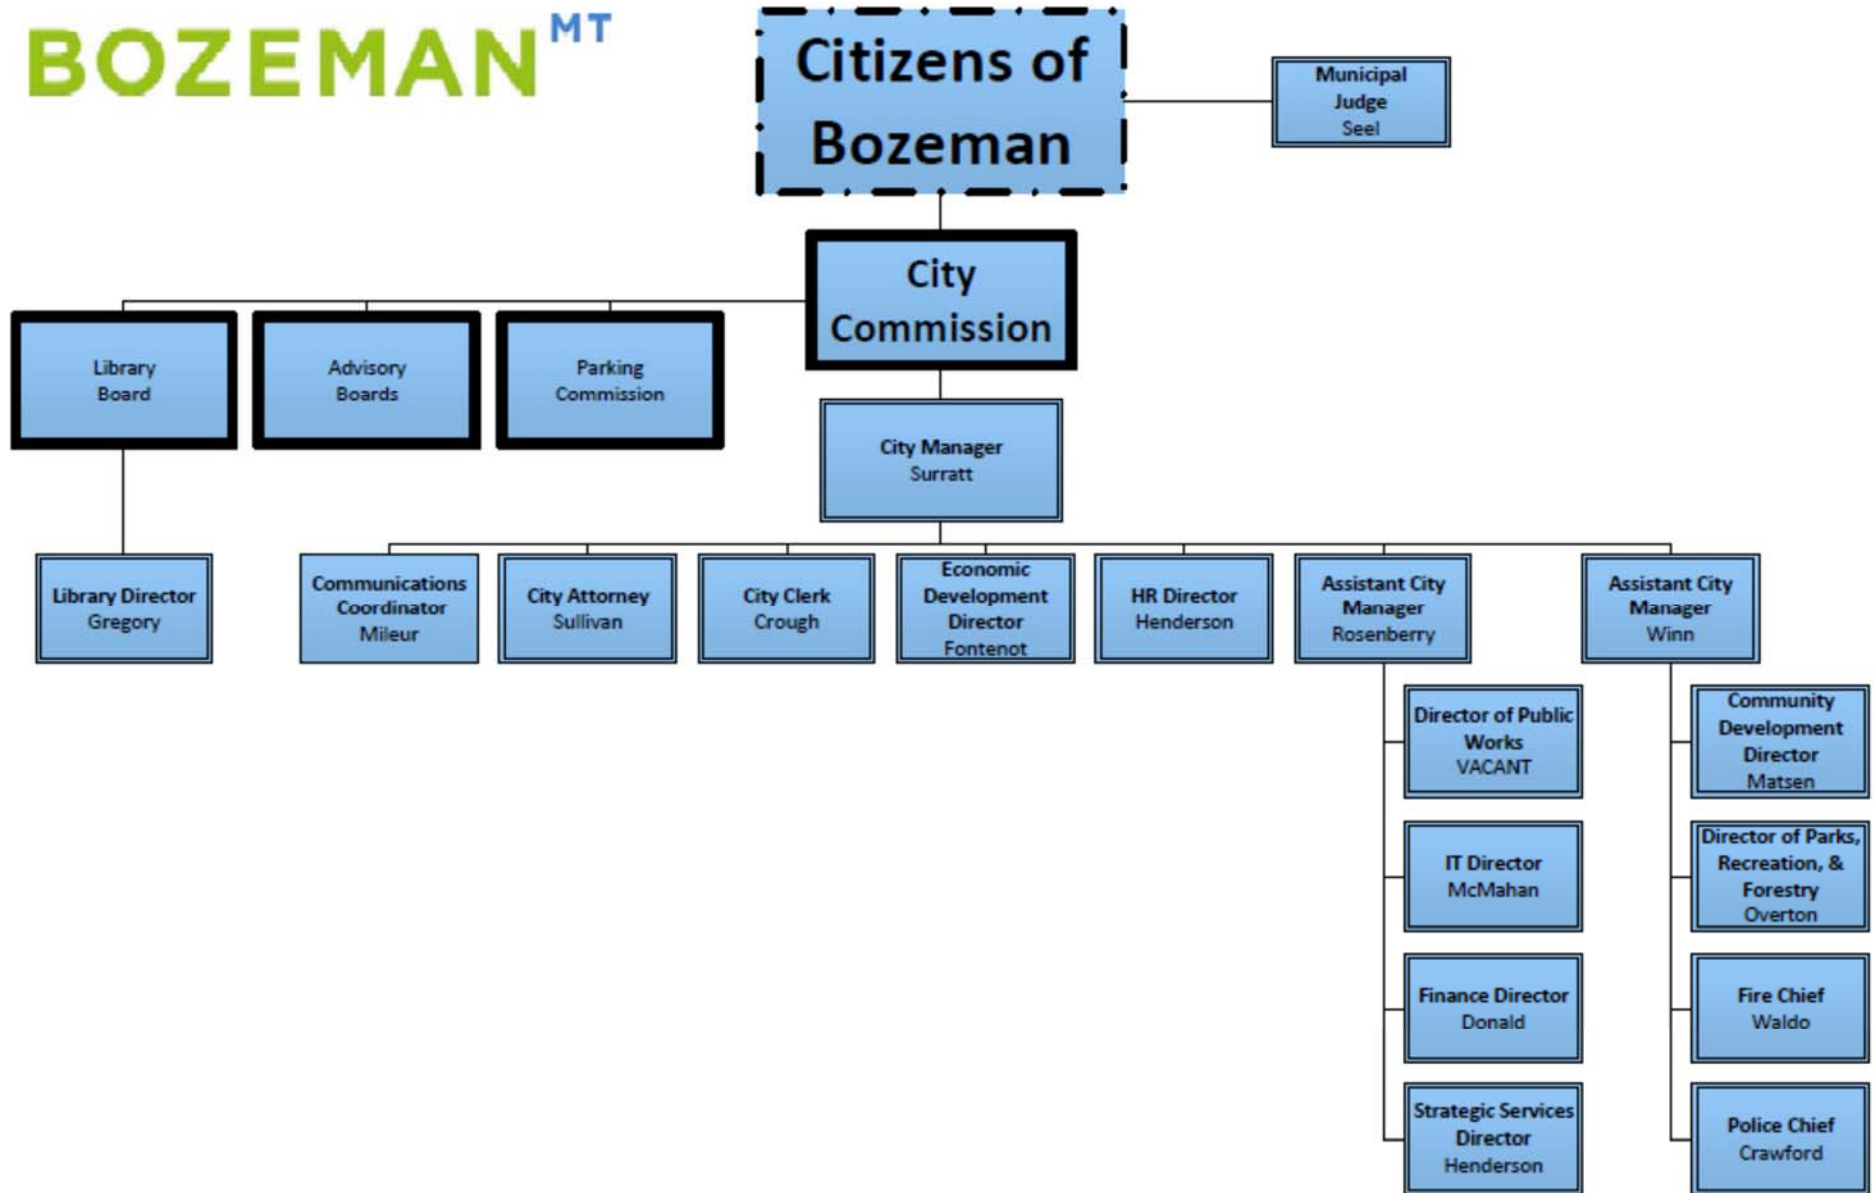 BOZEMAN MT
Citizens of
Bozeman
Municipal
Judge
Seel
City
Commission
Library
Board
Advisory
Boards
Parking
Commission
City Manager
Surratt
Library Director
Gregory
Communications
Coordinator
Mileur
City Attorney
Sullivan
City Clerk
Crough
Economic
Development
Director
Fontenot
HR Director
Henderson
Assistant City
Manager
Rosenberry
Assistant City
Manager
Winn
Director of Public
Works
VACANT
IT Director
McMahan
Finance Director
Donald
Strategic Services
Director
Henderson
Community
Development
Director
Matsen
Director of Parks,
Recreation, &
Forestry
Overton
Fire Chief
Waldo
Police Chief
Crawford